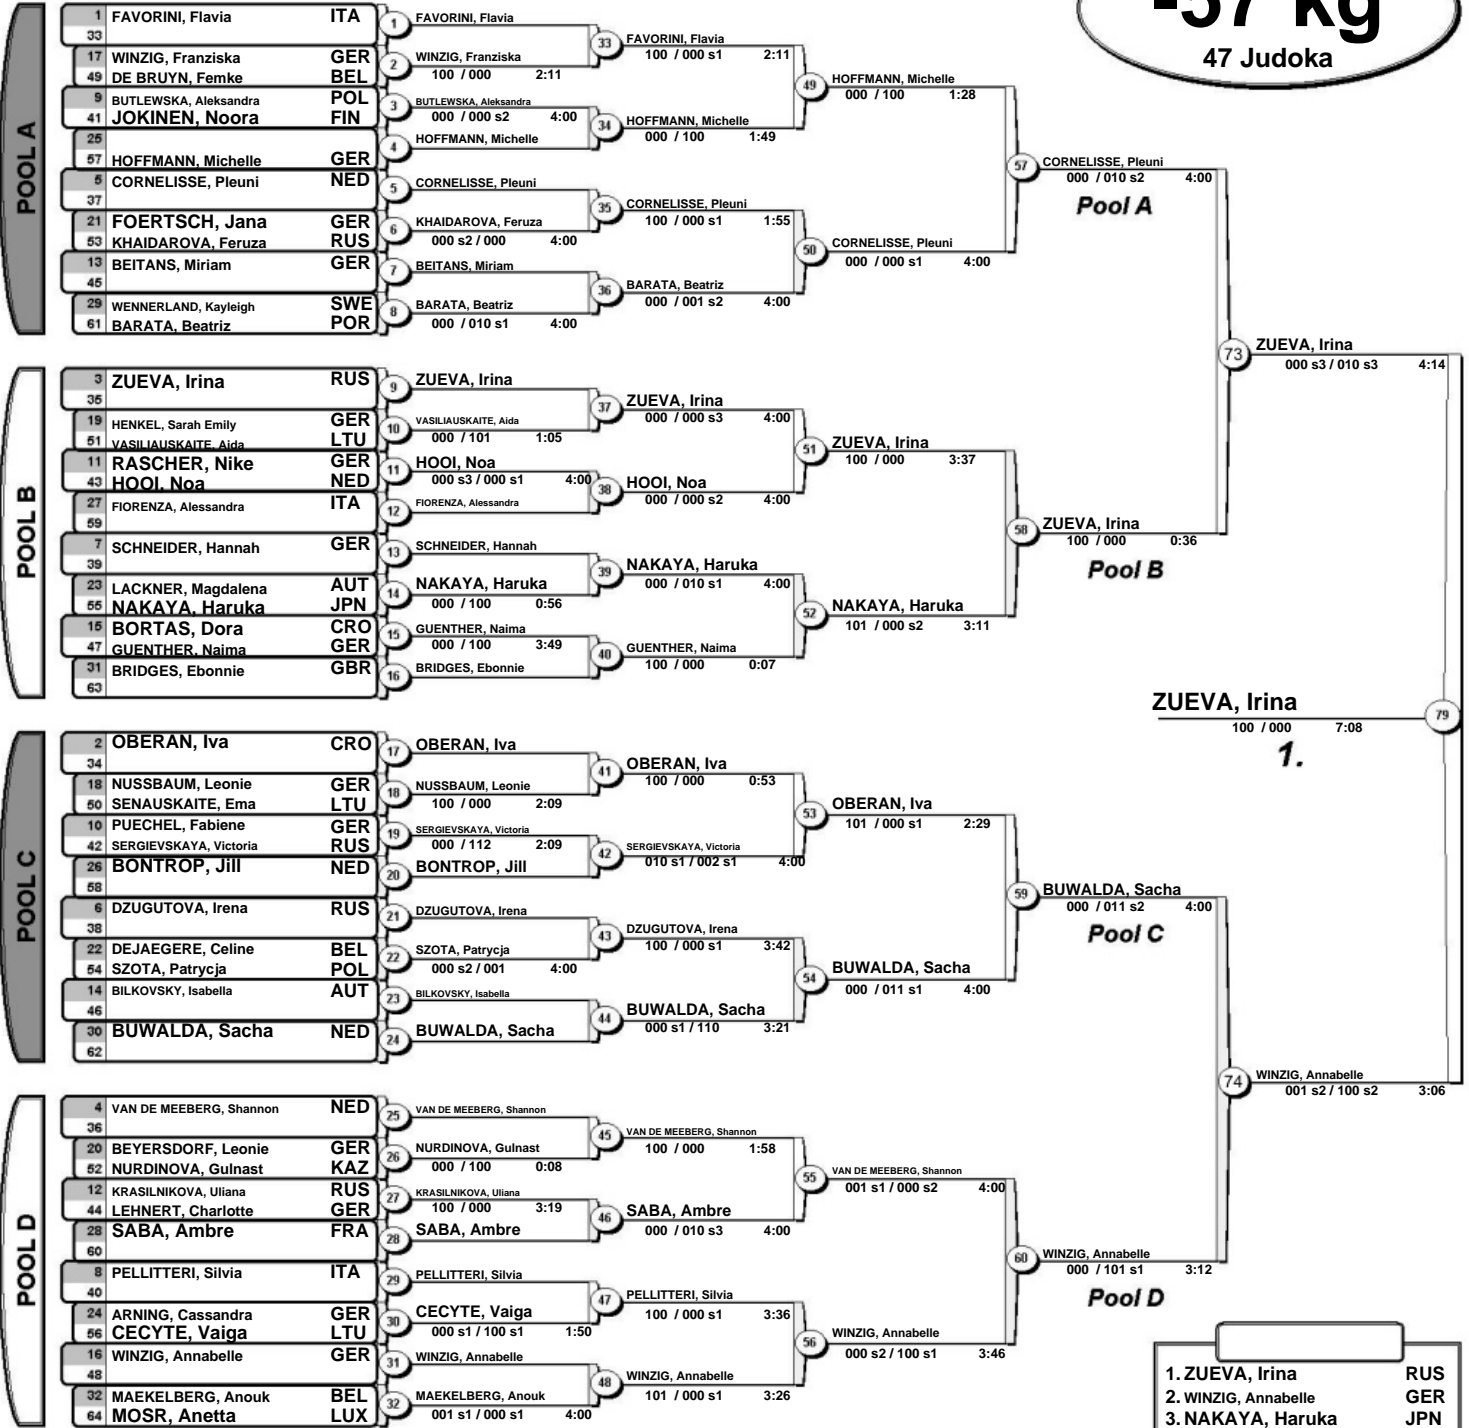 -57 kg
47 Judoka
POOL A
1 FAVORINI, Flavia ITA
33
17 WINZIG, Franziska GER
49 DE BRUYN, Femke BEL
9 BUTLEWSKA, Aleksandra POL
41 JOKINEN, Noora FIN
25
57 HOFFMANN, Michelle GER
5 CORNELISSE, Pleuni NED
37
21 FOERTSCH, Jana GER
53 KHAIDAROVA, Feruza RUS
13 BEITANS, Miriam GER
45
29 WENNERLAND, Kayleigh SWE
61 BARATA, Beatriz POR
1 FAVORINI, Flavia
2 WINZIG, Franziska
100 / 000 2:11
3 BUTLEWSKA, Aleksandra
000 / 000 s2 4:00
4 HOFFMANN, Michelle
5 CORNELISSE, Pleuni
6 KHAIDAROVA, Feruza
000 s2 / 000 4:00
7 BEITANS, Miriam
8 BARATA, Beatriz
000 / 010 s1 4:00
33 FAVORINI, Flavia
100 / 000 s1 2:11
34 HOFFMANN, Michelle
000 / 100 1:49
35 CORNELISSE, Pleuni
100 / 000 s1 1:55
36 BARATA, Beatriz
000 / 001 s2 4:00
49 HOFFMANN, Michelle
000 / 100 1:28
50 CORNELISSE, Pleuni
000 / 000 s1 4:00
57 CORNELISSE, Pleuni
000 / 010 s2 4:00
Pool A
POOL B
3 ZUEVA, Irina RUS
35
19 HENKEL, Sarah Emily GER
51 VASILIAUSKAITE, Aida LTU
11 RASCHER, Nike GER
43 HOOI, Noa NED
27 FIORENZA, Alessandra ITA
59
7 SCHNEIDER, Hannah GER
39
23 LACKNER, Magdalena AUT
55 NAKAYA, Haruka JPN
15 BORTAS, Dora CRO
47 GUENTHER, Naima GER
31 BRIDGES, Ebonnie GBR
63
9 ZUEVA, Irina
10 VASILIAUSKAITE, Aida
000 / 101 1:05
11 HOOI, Noa
000 s3 / 000 s1 4:00
12 FIORENZA, Alessandra
13 SCHNEIDER, Hannah
14 NAKAYA, Haruka
000 / 100 0:56
15 GUENTHER, Naima
000 / 100 3:49
16 BRIDGES, Ebonnie
37 ZUEVA, Irina
000 / 000 s3 4:00
38 HOOI, Noa
000 / 000 s2 4:00
39 NAKAYA, Haruka
000 / 010 s1 4:00
40 GUENTHER, Naima
100 / 000 0:07
51 ZUEVA, Irina
100 / 000 3:37
52 NAKAYA, Haruka
101 / 000 s2 3:11
58 ZUEVA, Irina
100 / 000 0:36
Pool B
73 ZUEVA, Irina
000 s3 / 010 s3 4:14
ZUEVA, Irina 79
100 / 000 7:08
1.
POOL C
2 OBERAN, Iva CRO
34
18 NUSSBAUM, Leonie GER
50 SENAUSKAITE, Ema LTU
10 PUECHEL, Fabiene GER
42 SERGIEVSKAYA, Victoria RUS
26 BONTROP, Jill NED
58
6 DZUGUTOVA, Irena RUS
38
22 DEJAEGERE, Celine BEL
54 SZOTA, Patrycja POL
14 BILKOVSKY, Isabella AUT
46
30 BUWALDA, Sacha NED
62
17 OBERAN, Iva
18 NUSSBAUM, Leonie
100 / 000 2:09
19 SERGIEVSKAYA, Victoria
000 / 112 2:09
20 BONTROP, Jill
21 DZUGUTOVA, Irena
22 SZOTA, Patrycja
000 s2 / 001 4:00
23 BILKOVSKY, Isabella
24 BUWALDA, Sacha
41 OBERAN, Iva
100 / 000 0:53
42 SERGIEVSKAYA, Victoria
010 s1 / 002 s1 4:00
43 DZUGUTOVA, Irena
100 / 000 s1 3:42
44 BUWALDA, Sacha
000 s1 / 110 3:21
53 OBERAN, Iva
101 / 000 s1 2:29
54 BUWALDA, Sacha
000 / 011 s1 4:00
59 BUWALDA, Sacha
000 / 011 s2 4:00
Pool C
POOL D
4 VAN DE MEEBERG, Shannon NED
36
20 BEYERSDORF, Leonie GER
52 NURDINOVA, Gulnast KAZ
12 KRASILNIKOVA, Uliana RUS
44 LEHNERT, Charlotte GER
28 SABA, Ambre FRA
60
8 PELLITTERI, Silvia ITA
40
24 ARNING, Cassandra GER
56 CECYTE, Vaiga LTU
16 WINZIG, Annabelle GER
48
32 MAEKELBERG, Anouk BEL
64 MOSR, Anetta LUX
25 VAN DE MEEBERG, Shannon
26 NURDINOVA, Gulnast
000 / 100 0:08
27 KRASILNIKOVA, Uliana
100 / 000 3:19
28 SABA, Ambre
29 PELLITTERI, Silvia
30 CECYTE, Vaiga
000 s1 / 100 s1 1:50
31 WINZIG, Annabelle
32 MAEKELBERG, Anouk
001 s1 / 000 s1 4:00
45 VAN DE MEEBERG, Shannon
100 / 000 1:58
46 SABA, Ambre
000 / 010 s3 4:00
47 PELLITTERI, Silvia
100 / 000 s1 3:36
48 WINZIG, Annabelle
101 / 000 s1 3:26
55 VAN DE MEEBERG, Shannon
001 s1 / 000 s2 4:00
56 WINZIG, Annabelle
000 s2 / 100 s1 3:46
60 WINZIG, Annabelle
000 / 101 s1 3:12
Pool D
74 WINZIG, Annabelle
001 s2 / 100 s2 3:06
1. ZUEVA, Irina RUS
2. WINZIG, Annabelle GER
3. NAKAYA, Haruka JPN